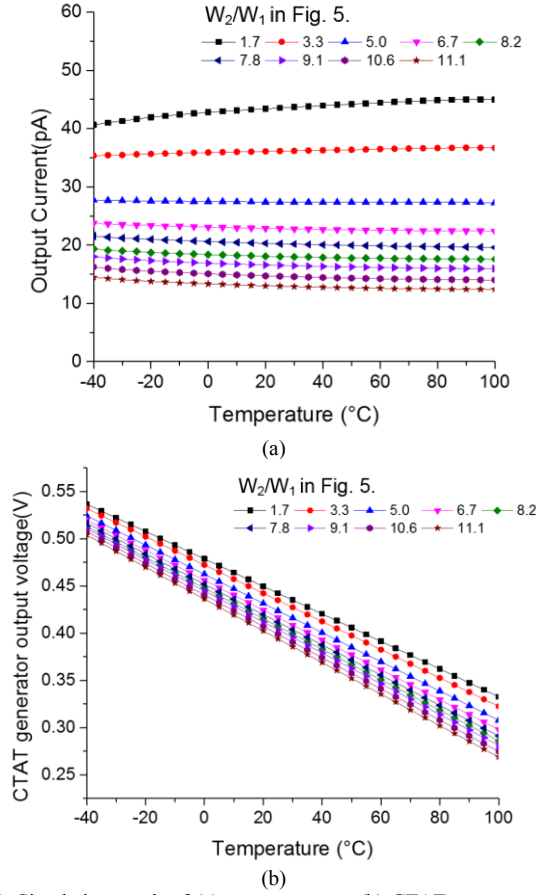 W2/W1 in Fig. 5.
1.7 3.3 5.0 6.7 8.2
7.8 9.1 10.6 11.1
60
50
40
30
20
10
0
Output Current(pA)
-40 -20 0 20 40 60 80 100
Temperature (°C)
(a)
W2/W1 in Fig. 5.
1.7 3.3 5.0 6.7 8.2
7.8 9.1 10.6 11.1
0.55
0.50
0.45
0.40
0.35
0.30
0.25
CTAT generator output voltage(V)
-40 -20 0 20 40 60 80 100
Temperature (°C)
(b)